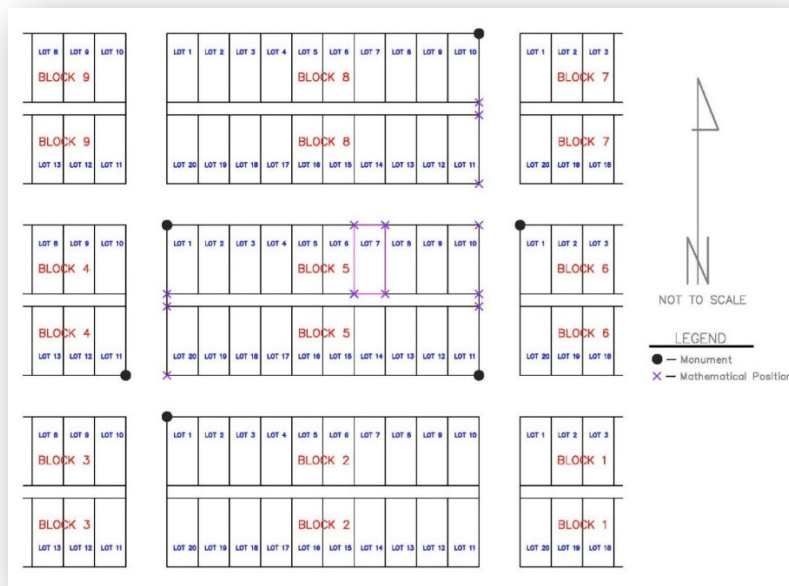 LOT 8 LOT 9 LOT 10 LOT 1 LOT 2 LOT 3 LOT 4 LOT 5 LOT 6 LOT 7 LOT 8 LOT 9 LOT 10 LOT 1 LOT 2 LOT 3
BLOCK 9 BLOCK 8 BLOCK 7
BLOCK 9 BLOCK 8 BLOCK 7
LOT 13 LOT 12 LOT 11 LOT 20 LOT 19 LOT 18 LOT 17 LOT 16 LOT 15 LOT 14 LOT 13 LOT 12 LOT 11 LOT 20 LOT 19 LOT 18
LOT 8 LOT 9 LOT 10 LOT 1 LOT 2 LOT 3 LOT 4 LOT 5 LOT 6 LOT 7 LOT 8 LOT 9 LOT 10 LOT 1 LOT 2 LOT 3
BLOCK 4 BLOCK 5 BLOCK 6
BLOCK 4 BLOCK 5 BLOCK 6
LOT 13 LOT 12 LOT 11 LOT 20 LOT 19 LOT 18 LOT 17 LOT 16 LOT 15 LOT 14 LOT 13 LOT 12 LOT 11 LOT 20 LOT 19 LOT 18
LOT 8 LOT 9 LOT 10 LOT 1 LOT 2 LOT 3 LOT 4 LOT 5 LOT 6 LOT 7 LOT 8 LOT 9 LOT 10 LOT 1 LOT 2 LOT 3
BLOCK 3 BLOCK 2 BLOCK 1
BLOCK 3 BLOCK 2 BLOCK 1
LOT 13 LOT 12 LOT 11 LOT 20 LOT 19 LOT 18 LOT 17 LOT 16 LOT 15 LOT 14 LOT 13 LOT 12 LOT 11 LOT 20 LOT 19 LOT 18
N
NOT TO SCALE
LEGEND
— Monument
— Mathematical Position